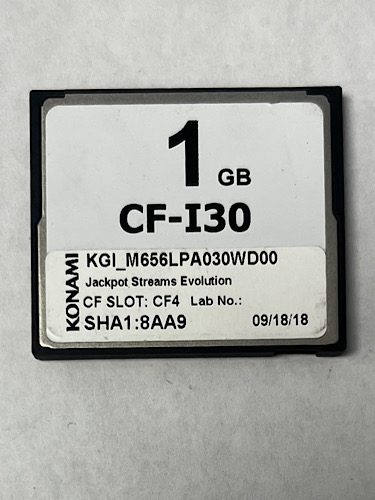 1 GB
CF-I30
KONAMI
KGI_M656LPA030WD00
Jackpot Streams Evolution
CF SLOT: CF4 Lab No.:
SHA1:8AA9 09/18/18